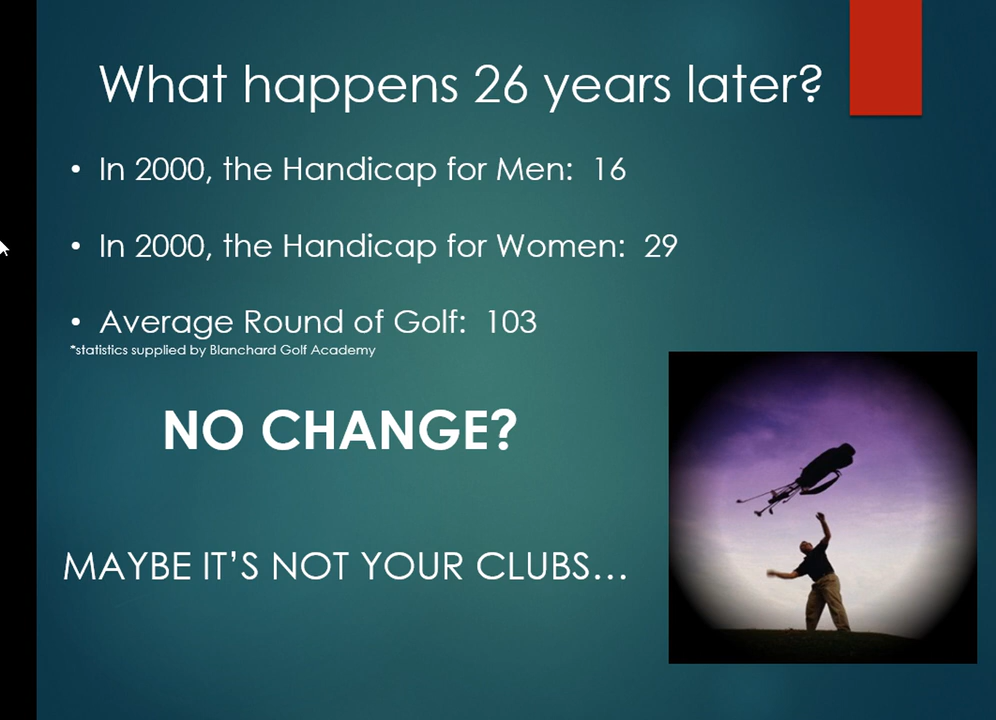 What happens 26 years later?
• In 2000, the Handicap for Men: 16
• In 2000, the Handicap for Women: 29
• Average Round of Golf: 103
*statistics supplied by Blanchard Golf Academy
NO CHANGE?
MAYBE IT’S NOT YOUR CLUBS…